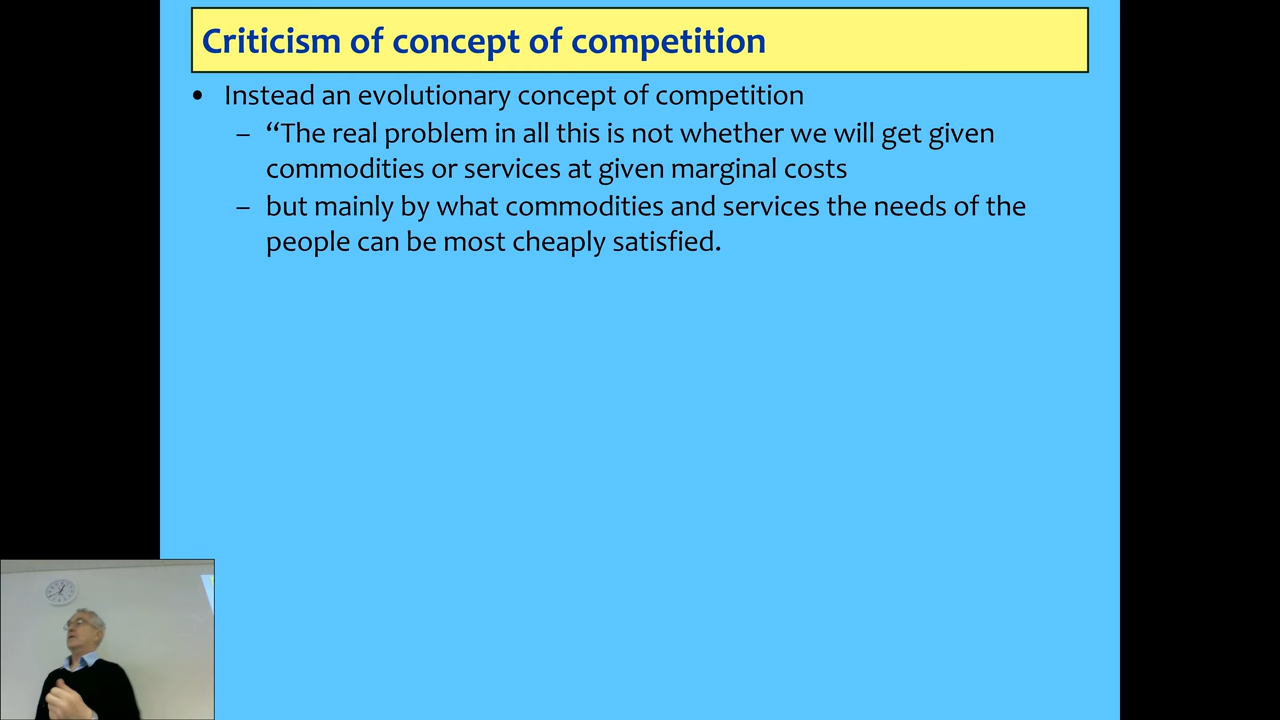 Criticism of concept of competition
• Instead an evolutionary concept of competition
– “The real problem in all this is not whether we will get given
commodities or services at given marginal costs
– but mainly by what commodities and services the needs of the
people can be most cheaply satisfied.